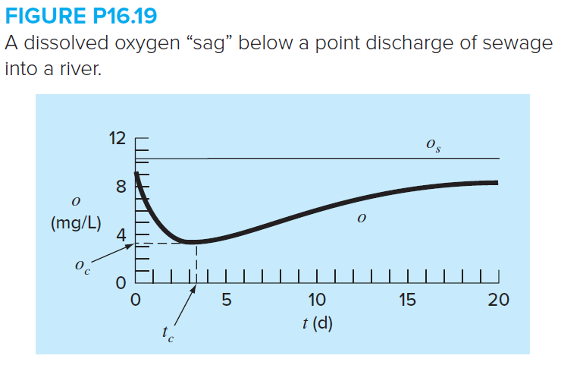 FIGURE P16.19
A dissolved oxygen “sag” below a point discharge of sewage
into a river.
12
o_s
8
o
(mg/L)
4
o
o_c
0
0 5 10 15 20
t_c
t (d)